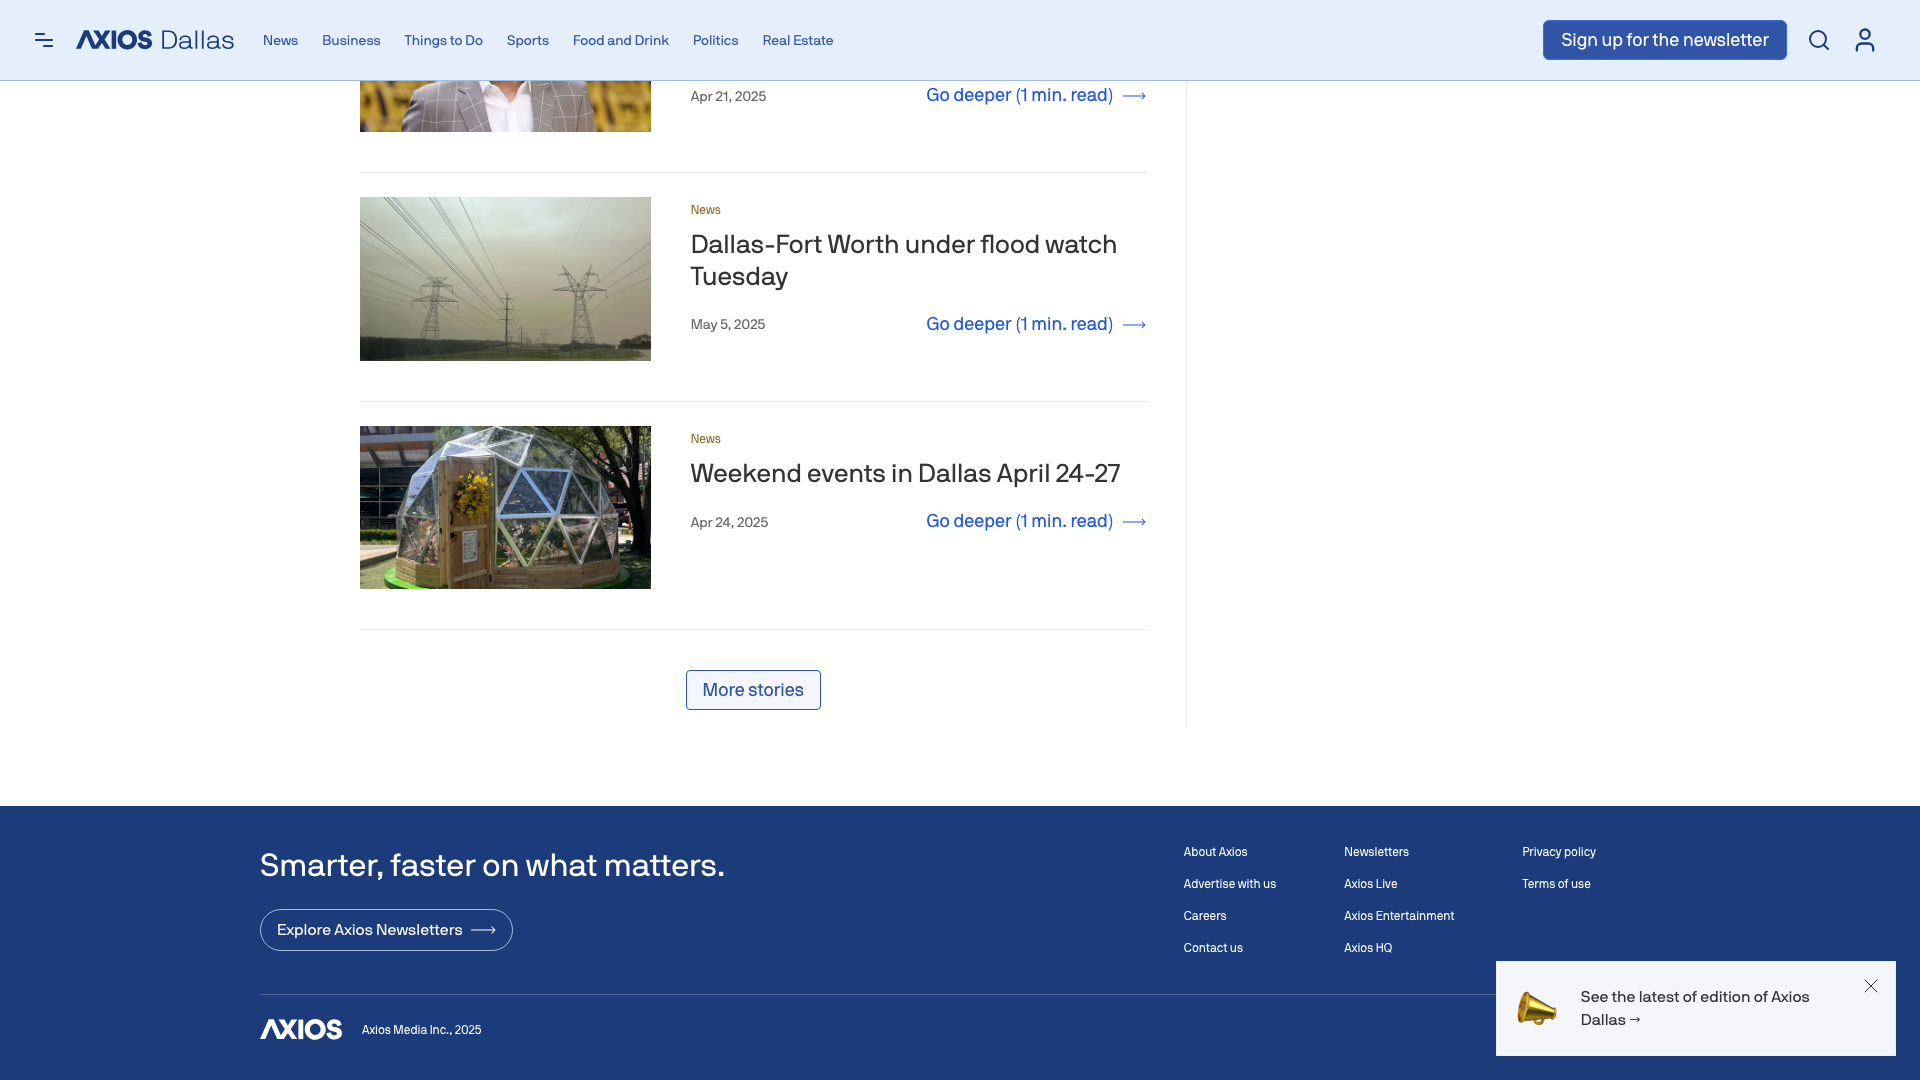 AXIOS Dallas
News
Business
Things to Do
Sports
Food and Drink
Politics
Real Estate
Sign up for the newsletter
Apr 21, 2025
Go deeper (1 min. read)
News
Dallas-Fort Worth under flood watch
Tuesday
May 5, 2025
Go deeper (1 min. read)
News
Weekend events in Dallas April 24-27
Apr 24, 2025
Go deeper (1 min. read)
More stories
Smarter, faster on what matters.
Explore Axios Newsletters
About Axios
Advertise with us
Careers
Contact us
Newsletters
Axios Live
Axios Entertainment
Axios HQ
Privacy policy
Terms of use
AXIOS
Axios Media Inc., 2025
See the latest of edition of Axios
Dallas →